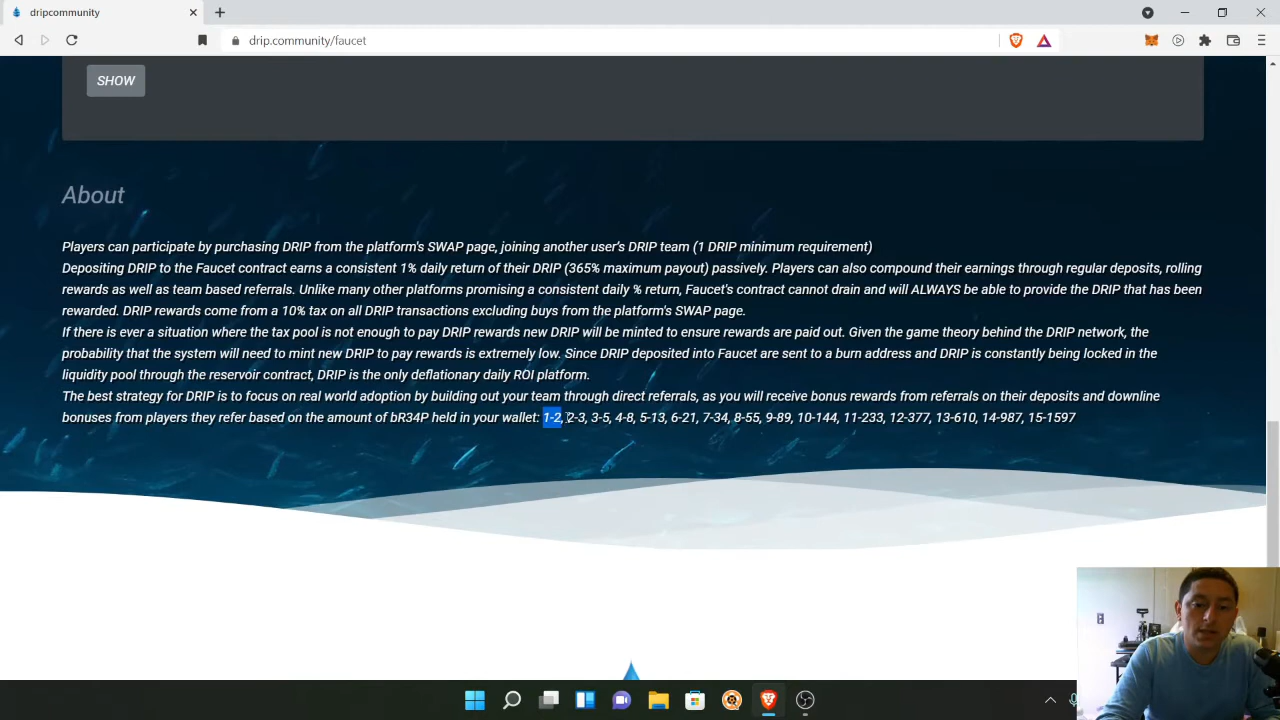 dripcommunity
drip.community/faucet
SHOW
About
Players can participate by purchasing DRIP from the platform's SWAP page, joining another user's DRIP team (1 DRIP minimum requirement)
Depositing DRIP to the Faucet contract earns a consistent 1% daily return of their DRIP (365% maximum payout) passively. Players can also compound their earnings through regular deposits, rolling
rewards as well as team based referrals. Unlike many other platforms promising a consistent daily % return, Faucet's contract cannot drain and will ALWAYS be able to provide the DRIP that has been
rewarded. DRIP rewards come from a 10% tax on all DRIP transactions excluding buys from the platform's SWAP page.
If there is ever a situation where the tax pool is not enough to pay DRIP rewards new DRIP will be minted to ensure rewards are paid out. Given the game theory behind the DRIP network, the
probability that the system will need to mint new DRIP to pay rewards is extremely low. Since DRIP deposited into Faucet are sent to a burn address and DRIP is constantly being locked in the
liquidity pool through the reservoir contract, DRIP is the only deflationary daily ROI platform.
The best strategy for DRIP is to focus on real world adoption by building out your team through direct referrals, as you will receive bonus rewards from referrals on their deposits and downline
bonuses from players they refer based on the amount of bR34P held in your wallet: 1-2, 2-3, 3-5, 4-8, 5-13, 6-21, 7-34, 8-55, 9-89, 10-144, 11-233, 12-377, 13-610, 14-987, 15-1597